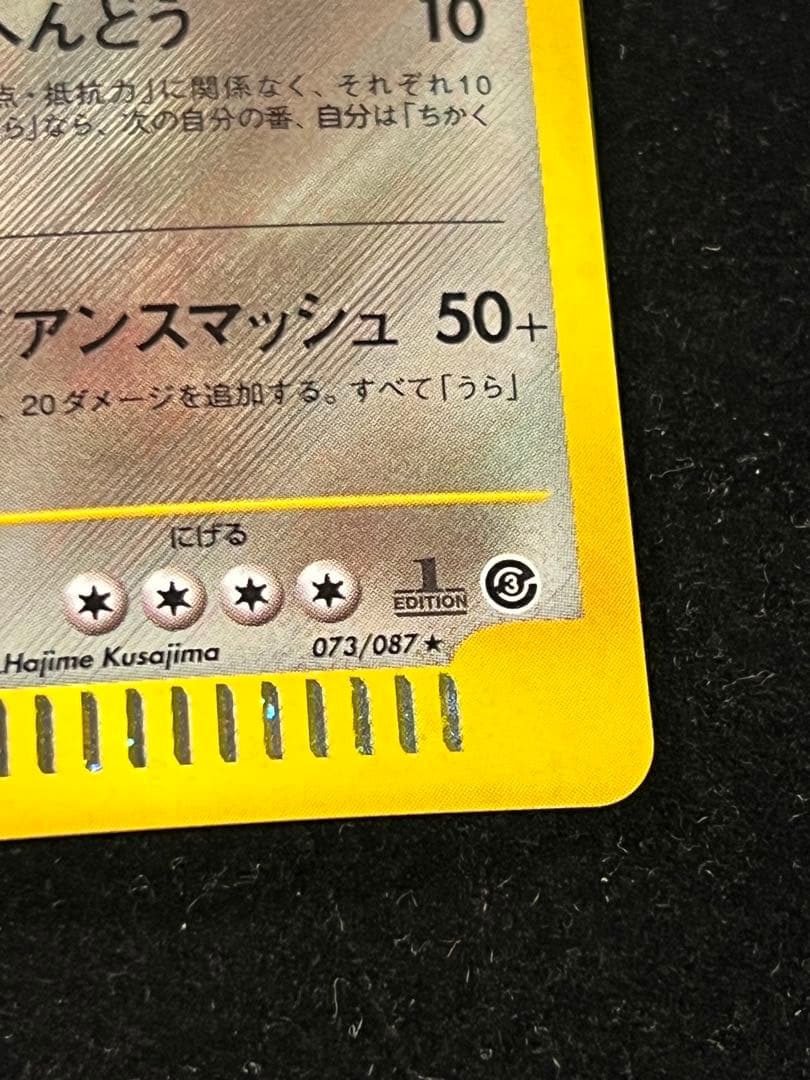 へんどう 10
点・抵抗力」に関係なく、それぞれ10
ら」なら、次の自分の番、自分は「ちかく
アンスマッシュ 50+
、20ダメージを追加する。すべて「うら」
にげる
1 EDITION 3
.Hajime Kusajima 073/087★